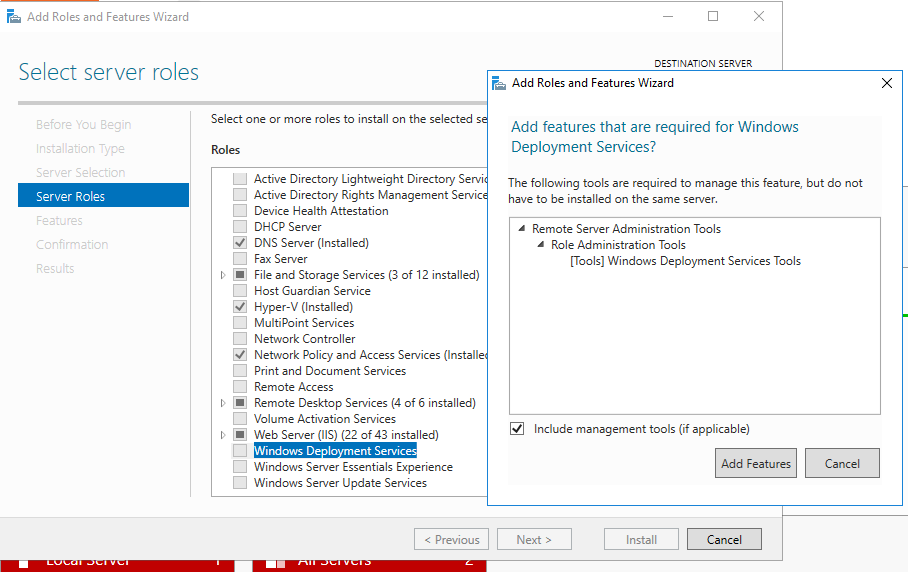 Add Roles and Features Wizard
Select server roles
DESTINATION SERVER
Before You Begin
Installation Type
Server Selection
Server Roles
Features
Confirmation
Results
Select one or more roles to install on the selected se
Roles
Active Directory Lightweight Directory Servic
Active Directory Rights Management Service
Device Health Attestation
DHCP Server
DNS Server (Installed)
Fax Server
File and Storage Services (3 of 12 installed)
Host Guardian Service
Hyper-V (Installed)
MultiPoint Services
Network Controller
Network Policy and Access Services (Installed
Print and Document Services
Remote Access
Remote Desktop Services (4 of 6 installed)
Volume Activation Services
Web Server (IIS) (22 of 43 installed)
Windows Deployment Services
Windows Server Essentials Experience
Windows Server Update Services
< Previous
Next >
Install
Cancel
Add Roles and Features Wizard
Add features that are required for Windows
Deployment Services?
The following tools are required to manage this feature, but do not
have to be installed on the same server.
Remote Server Administration Tools
Role Administration Tools
[Tools] Windows Deployment Services Tools
Include management tools (if applicable)
Add Features
Cancel
Local Server 1
All Servers 2